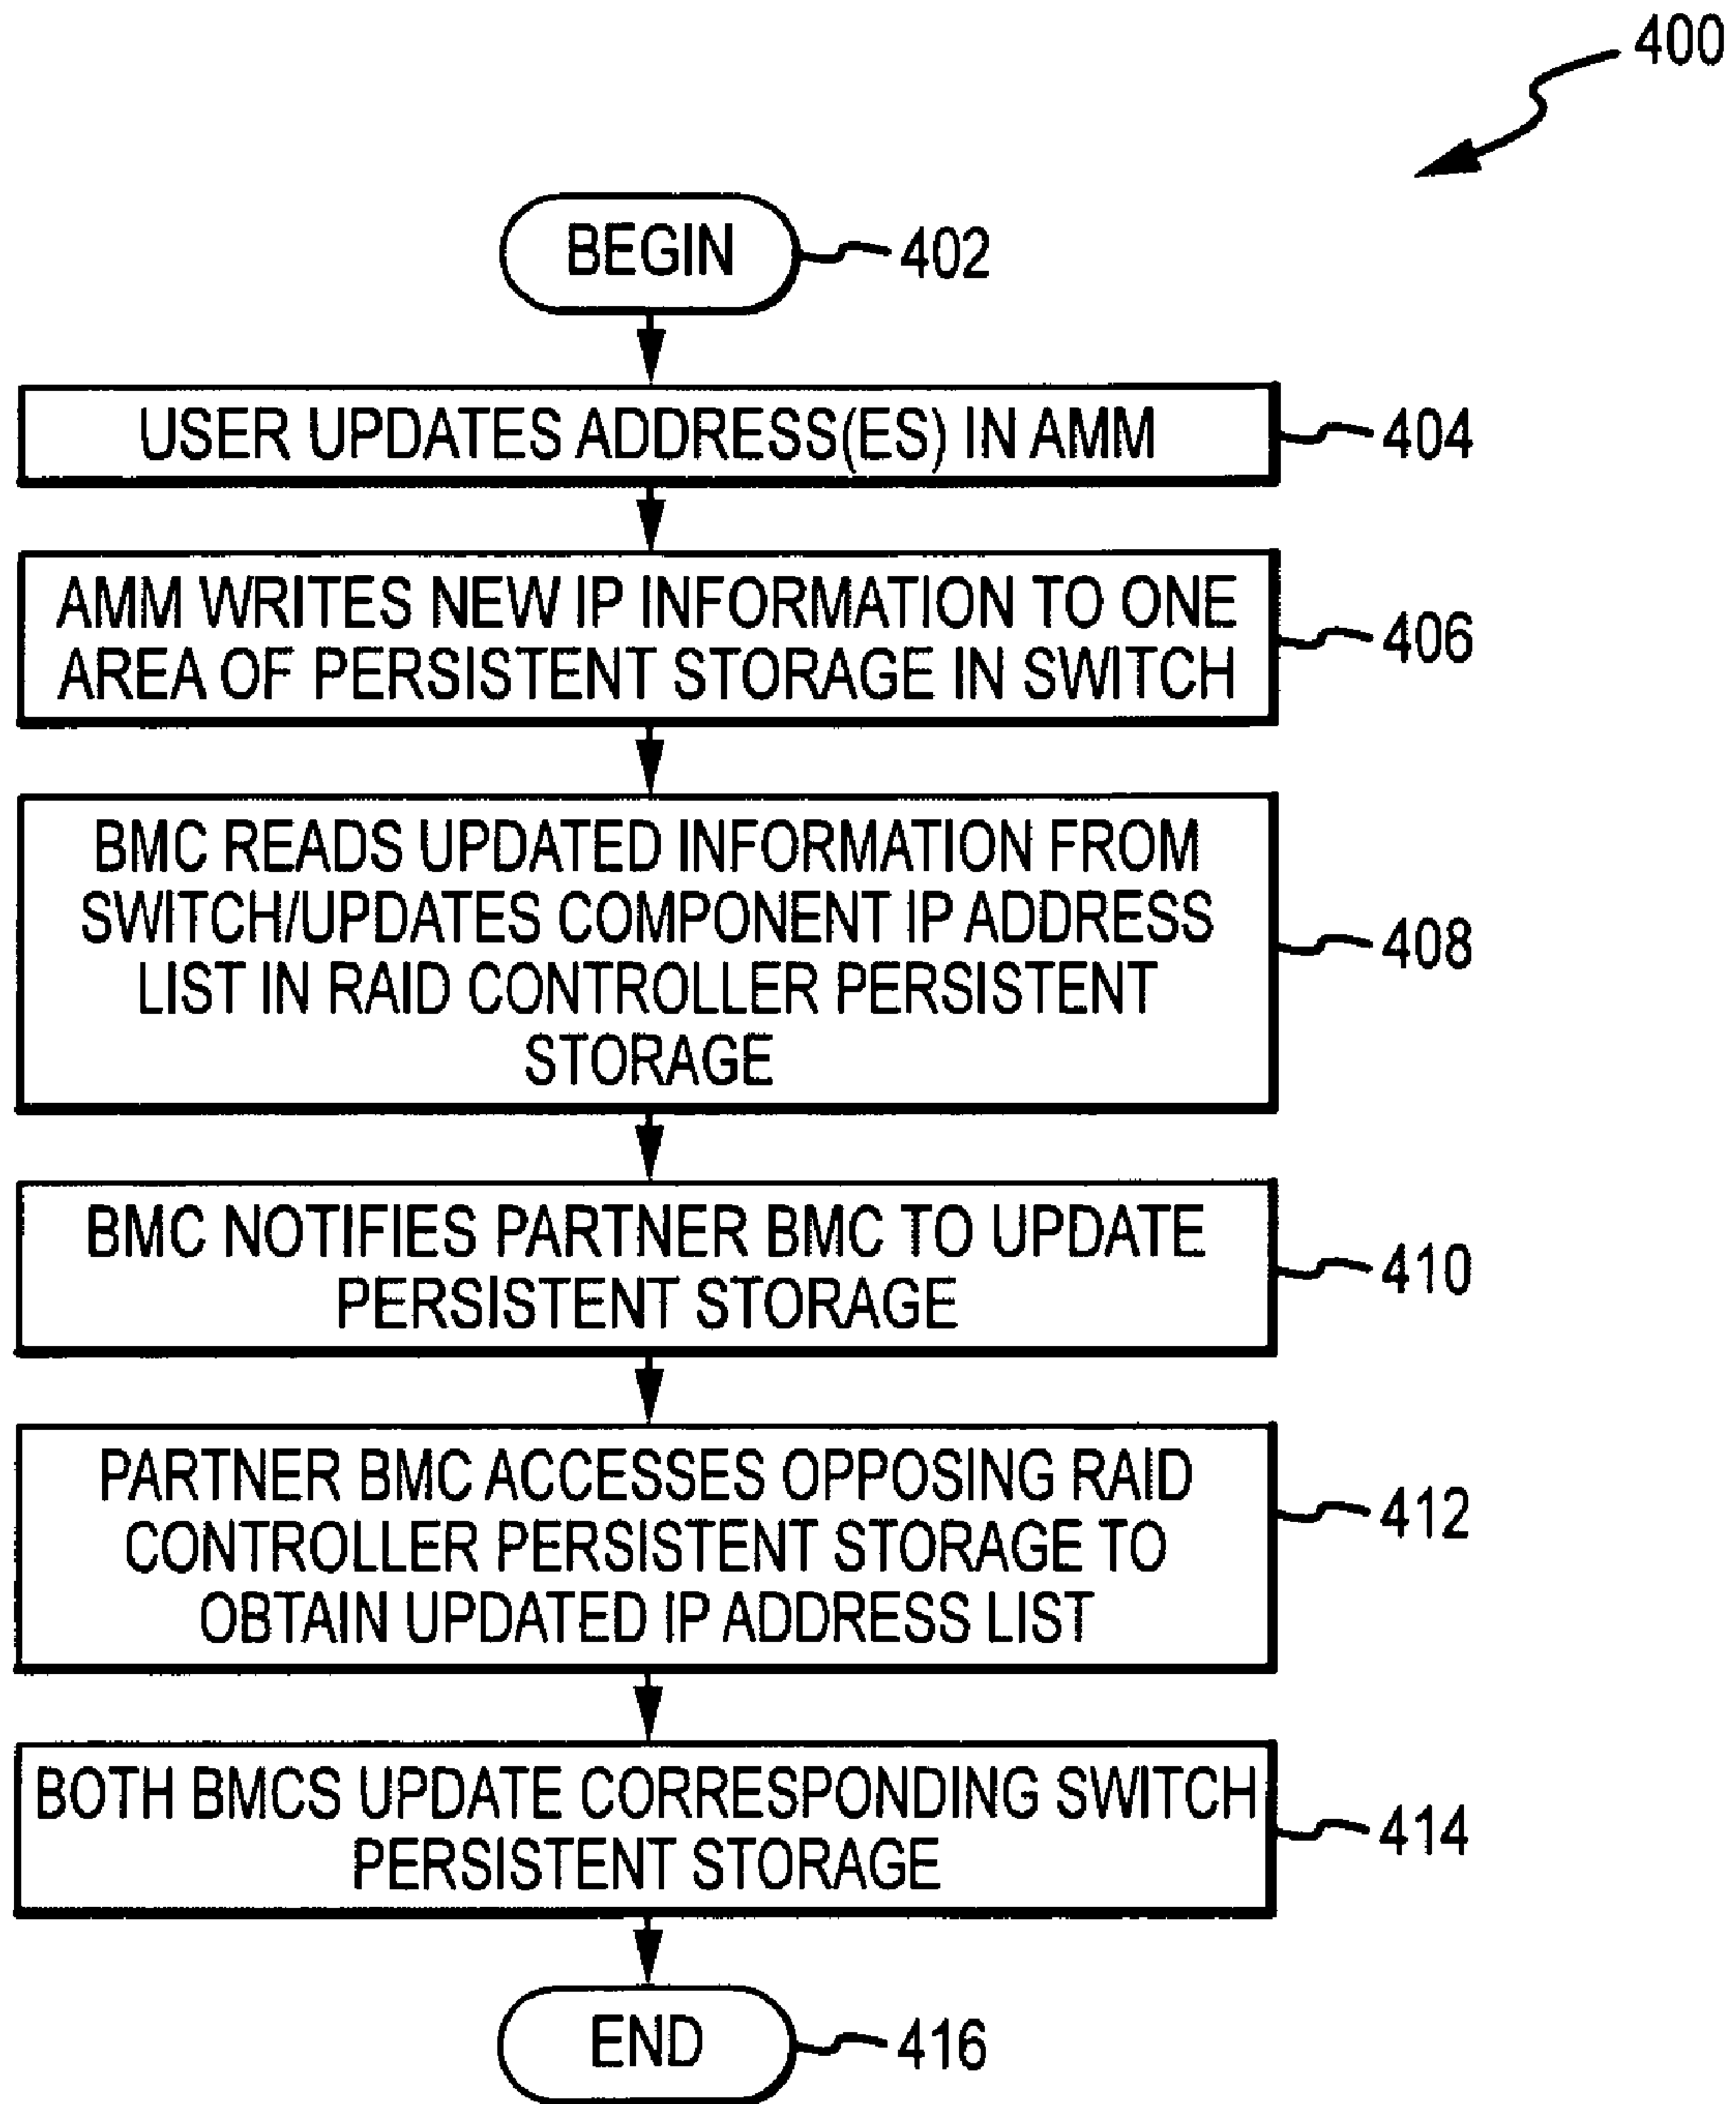 400
BEGIN
402
USER UPDATES ADDRESS(ES) IN AMM
404
AMM WRITES NEW IP INFORMATION TO ONE
AREA OF PERSISTENT STORAGE IN SWITCH
406
BMC READS UPDATED INFORMATION FROM
SWITCH/UPDATES COMPONENT IP ADDRESS
LIST IN RAID CONTROLLER PERSISTENT
STORAGE
408
BMC NOTIFIES PARTNER BMC TO UPDATE
PERSISTENT STORAGE
410
PARTNER BMC ACCESSES OPPOSING RAID
CONTROLLER PERSISTENT STORAGE TO
OBTAIN UPDATED IP ADDRESS LIST
412
BOTH BMCS UPDATE CORRESPONDING SWITCH
PERSISTENT STORAGE
414
END
416